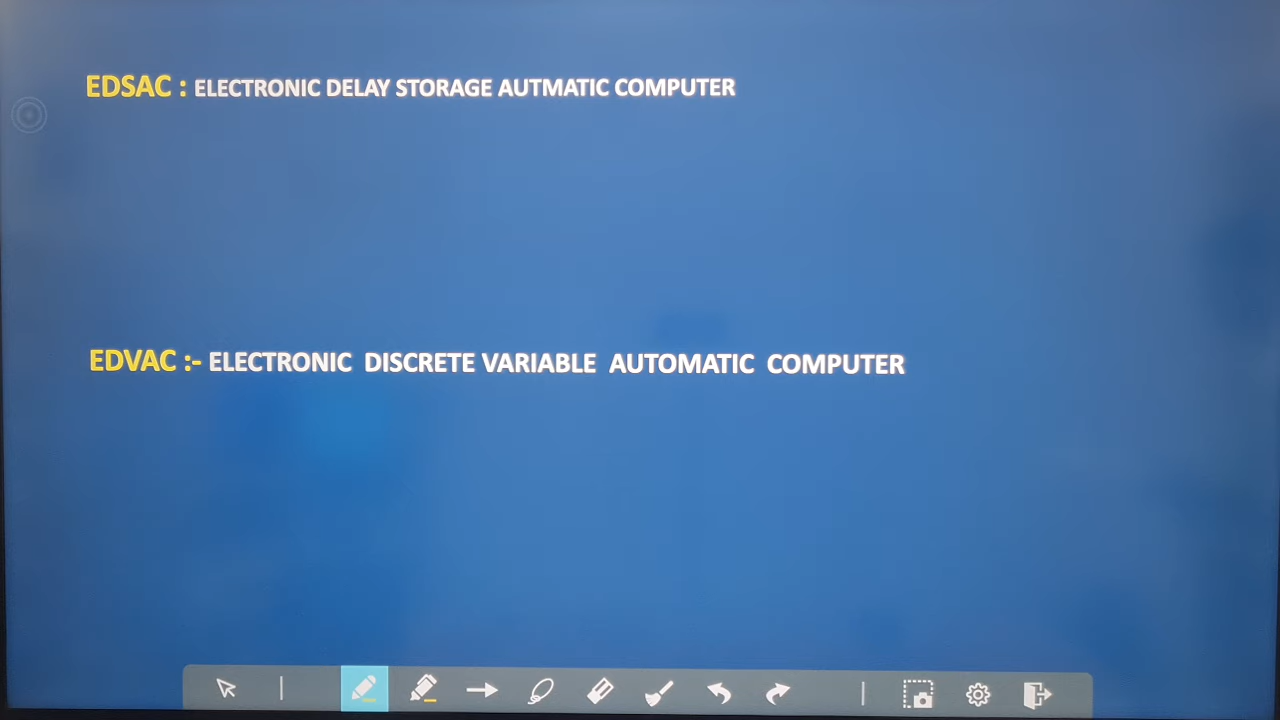 EDSAC : ELECTRONIC DELAY STORAGE AUTMATIC COMPUTER
EDVAC :- ELECTRONIC DISCRETE VARIABLE AUTOMATIC COMPUTER